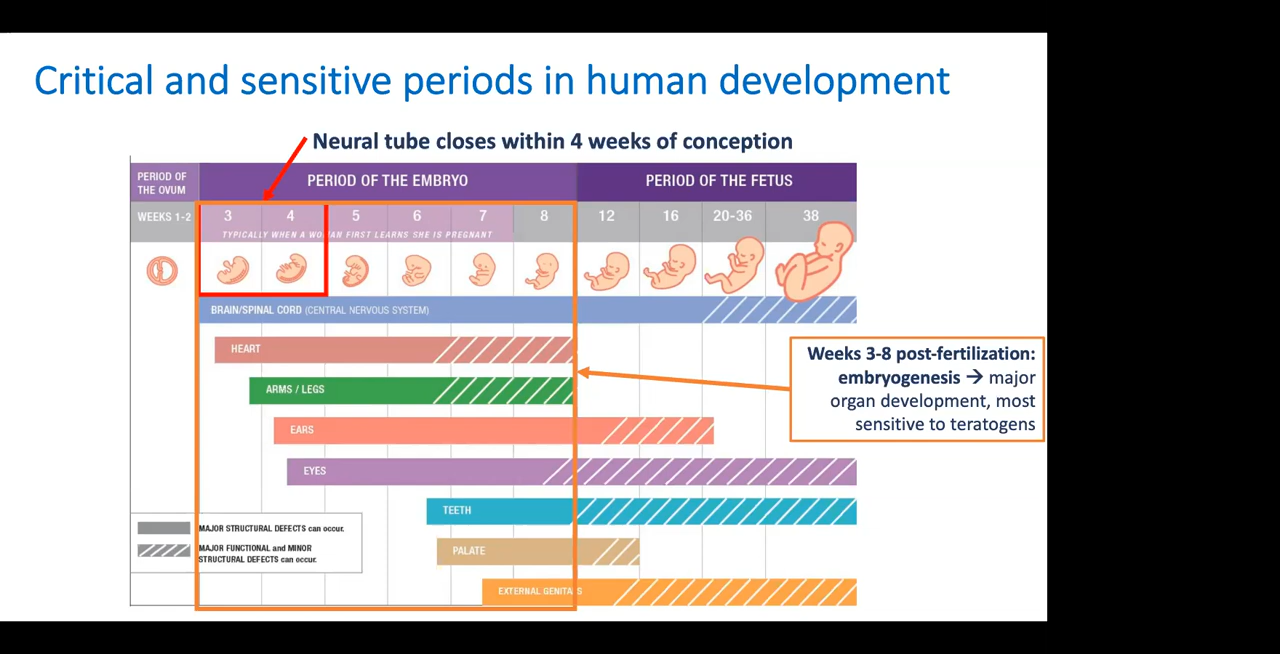 Critical and sensitive periods in human development
Neural tube closes within 4 weeks of conception
PERIOD OF
THE OVUM
PERIOD OF THE EMBRYO
PERIOD OF THE FETUS
WEEKS 1-2
3
4
5
6
7
8
12
16
20-36
38
TYPICALLY WHEN A WOMAN FIRST LEARNS SHE IS PREGNANT
BRAIN/SPINAL CORD (CENTRAL NERVOUS SYSTEM)
HEART
Weeks 3-8 post-fertilization:
embryogenesis → major
organ development, most
sensitive to teratogens
ARMS / LEGS
EARS
EYES
TEETH
MAJOR STRUCTURAL DEFECTS can occur.
MAJOR FUNCTIONAL and MINOR
STRUCTURAL DEFECTS can occur.
PALATE
EXTERNAL GENITALS